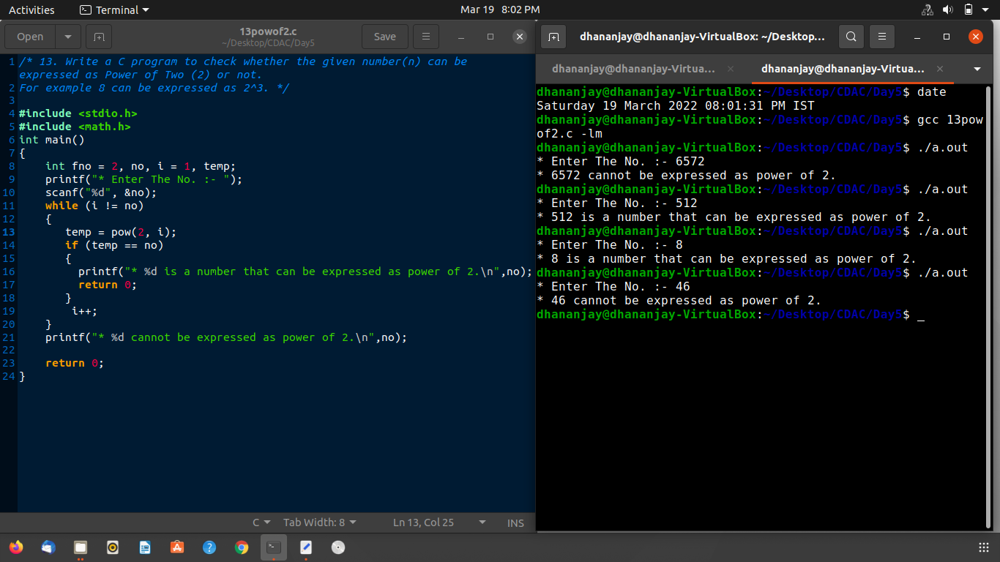 Activities
Terminal
Mar 19 8:02 PM
Open
13powof2.c
~/Desktop/CDAC/Day5
Save
1 /* 13. Write a C program to check whether the given number(n) can be
expressed as Power of Two (2) or not.
2 For example 8 can be expressed as 2^3. */
3
4 #include <stdio.h>
5 #include <math.h>
6 int main()
7 {
8     int fno = 2, no, i = 1, temp;
9     printf("* Enter The No. :- ");
10     scanf("%d", &no);
11     while (i != no)
12     {
13        temp = pow(2, i);
14        if (temp == no)
15        {
16          printf("* %d is a number that can be expressed as power of 2.\n",no);
17          return 0;
18        }
19         i++;
20     }
21     printf("* %d cannot be expressed as power of 2.\n",no);
22
23     return 0;
24 }
C
Tab Width: 8
Ln 13, Col 25
INS
dhananjay@dhananjay-VirtualBox: ~/Desktop...
dhananjay@dhananjay-Virtua...
dhananjay@dhananjay-Virtua...
dhananjay@dhananjay-VirtualBox:~/Desktop/CDAC/Day5$ date
Saturday 19 March 2022 08:01:31 PM IST
dhananjay@dhananjay-VirtualBox:~/Desktop/CDAC/Day5$ gcc 13pow
of2.c -lm
dhananjay@dhananjay-VirtualBox:~/Desktop/CDAC/Day5$ ./a.out
* Enter The No. :- 6572
* 6572 cannot be expressed as power of 2.
dhananjay@dhananjay-VirtualBox:~/Desktop/CDAC/Day5$ ./a.out
* Enter The No. :- 512
* 512 is a number that can be expressed as power of 2.
dhananjay@dhananjay-VirtualBox:~/Desktop/CDAC/Day5$ ./a.out
* Enter The No. :- 8
* 8 is a number that can be expressed as power of 2.
dhananjay@dhananjay-VirtualBox:~/Desktop/CDAC/Day5$ ./a.out
* Enter The No. :- 46
* 46 cannot be expressed as power of 2.
dhananjay@dhananjay-VirtualBox:~/Desktop/CDAC/Day5$ _